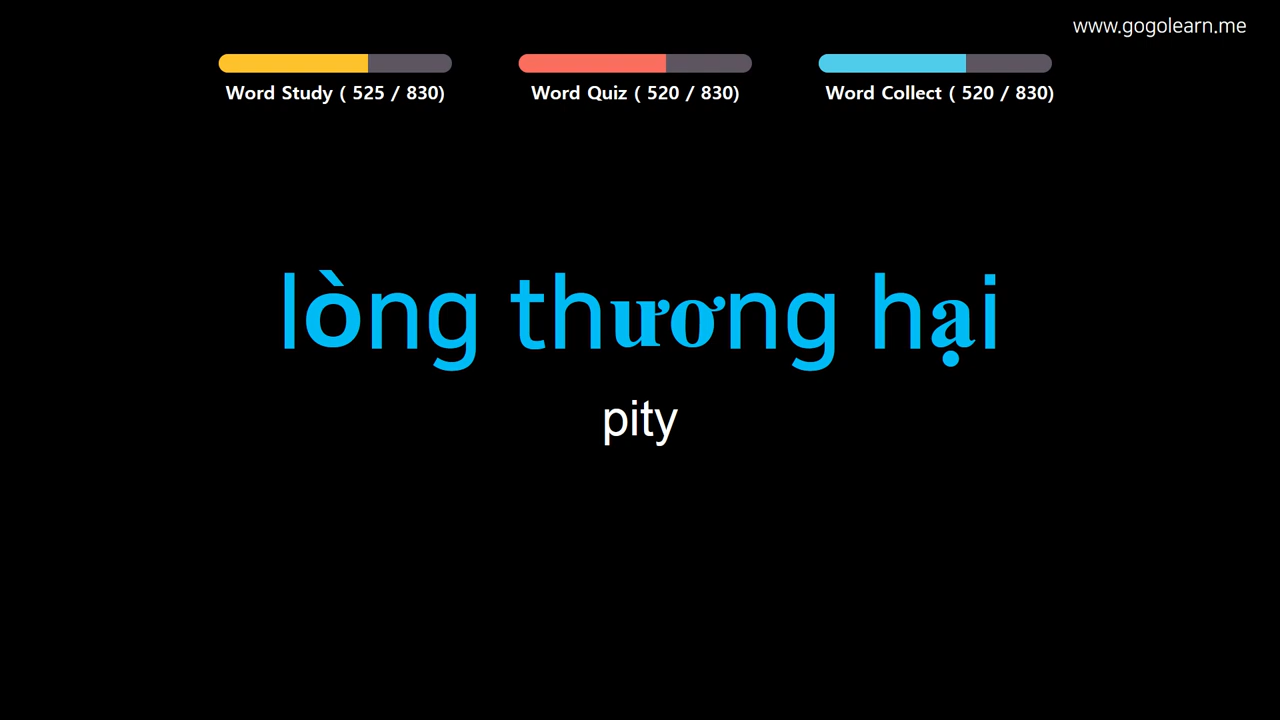 www.gogolearn.me
Word Study ( 525 / 830)
Word Quiz ( 520 / 830)
Word Collect ( 520 / 830)
lòng thương hại
pity